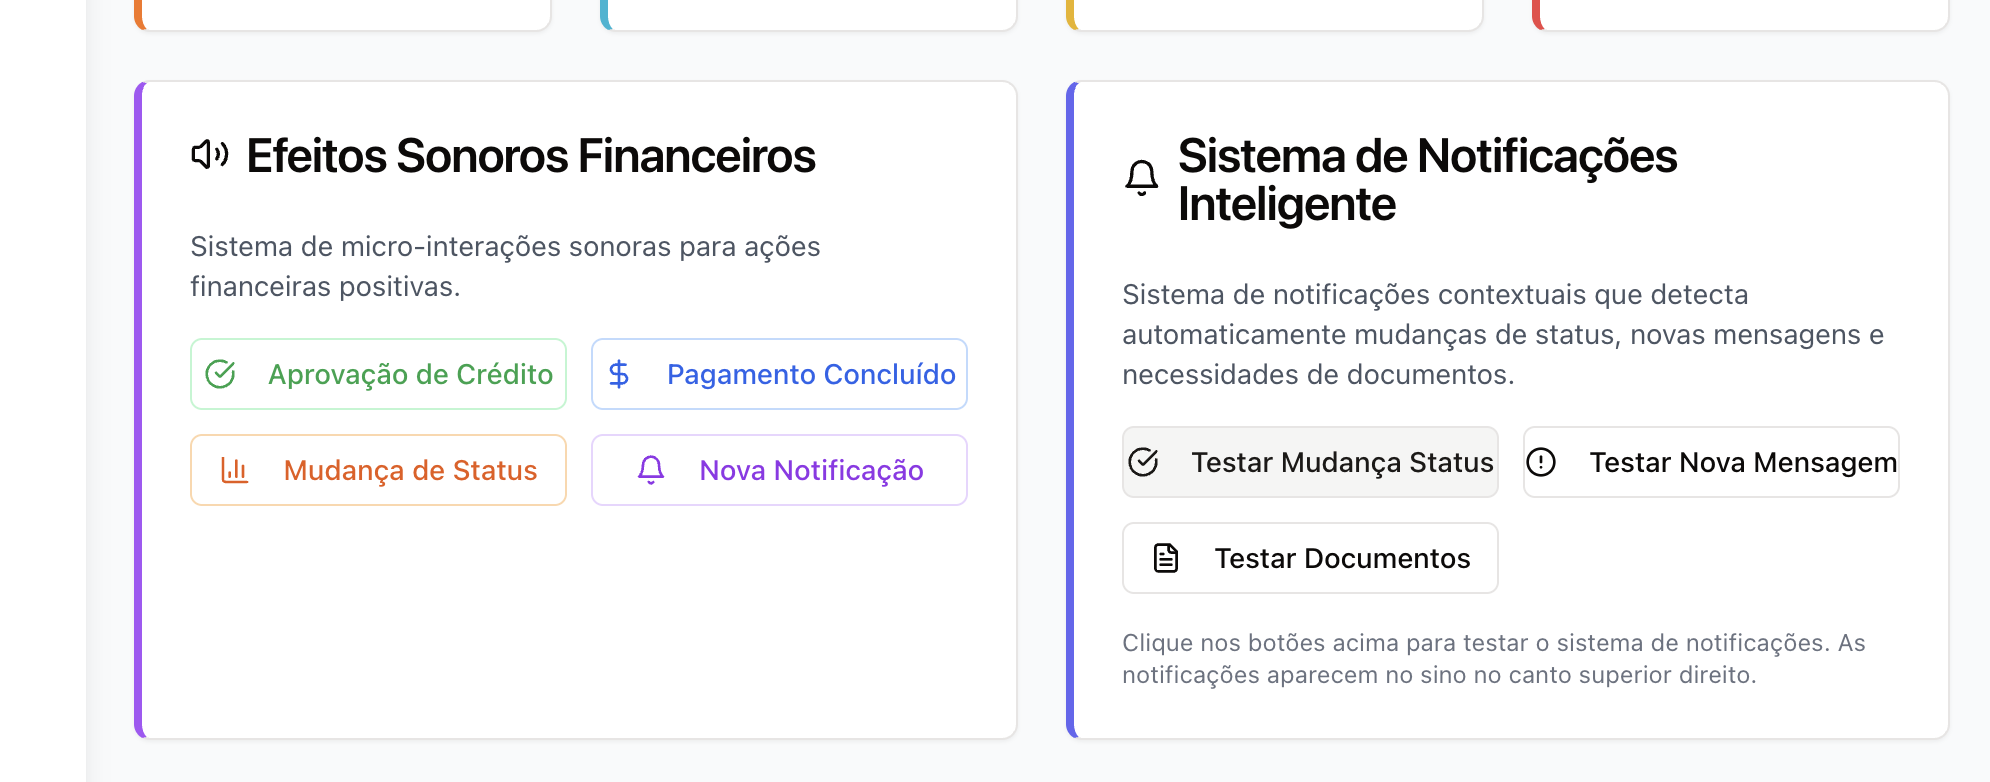 Efeitos Sonoros Financeiros
Sistema de micro-interações sonoras para ações
financeiras positivas.
Aprovação de Crédito
Pagamento Concluído
Mudança de Status
Nova Notificação
Sistema de Notificações
Inteligente
Sistema de notificações contextuais que detecta
automaticamente mudanças de status, novas mensagens e
necessidades de documentos.
Testar Mudança Status
Testar Nova Mensagem
Testar Documentos
Clique nos botões acima para testar o sistema de notificações. As
notificações aparecem no sino no canto superior direito.